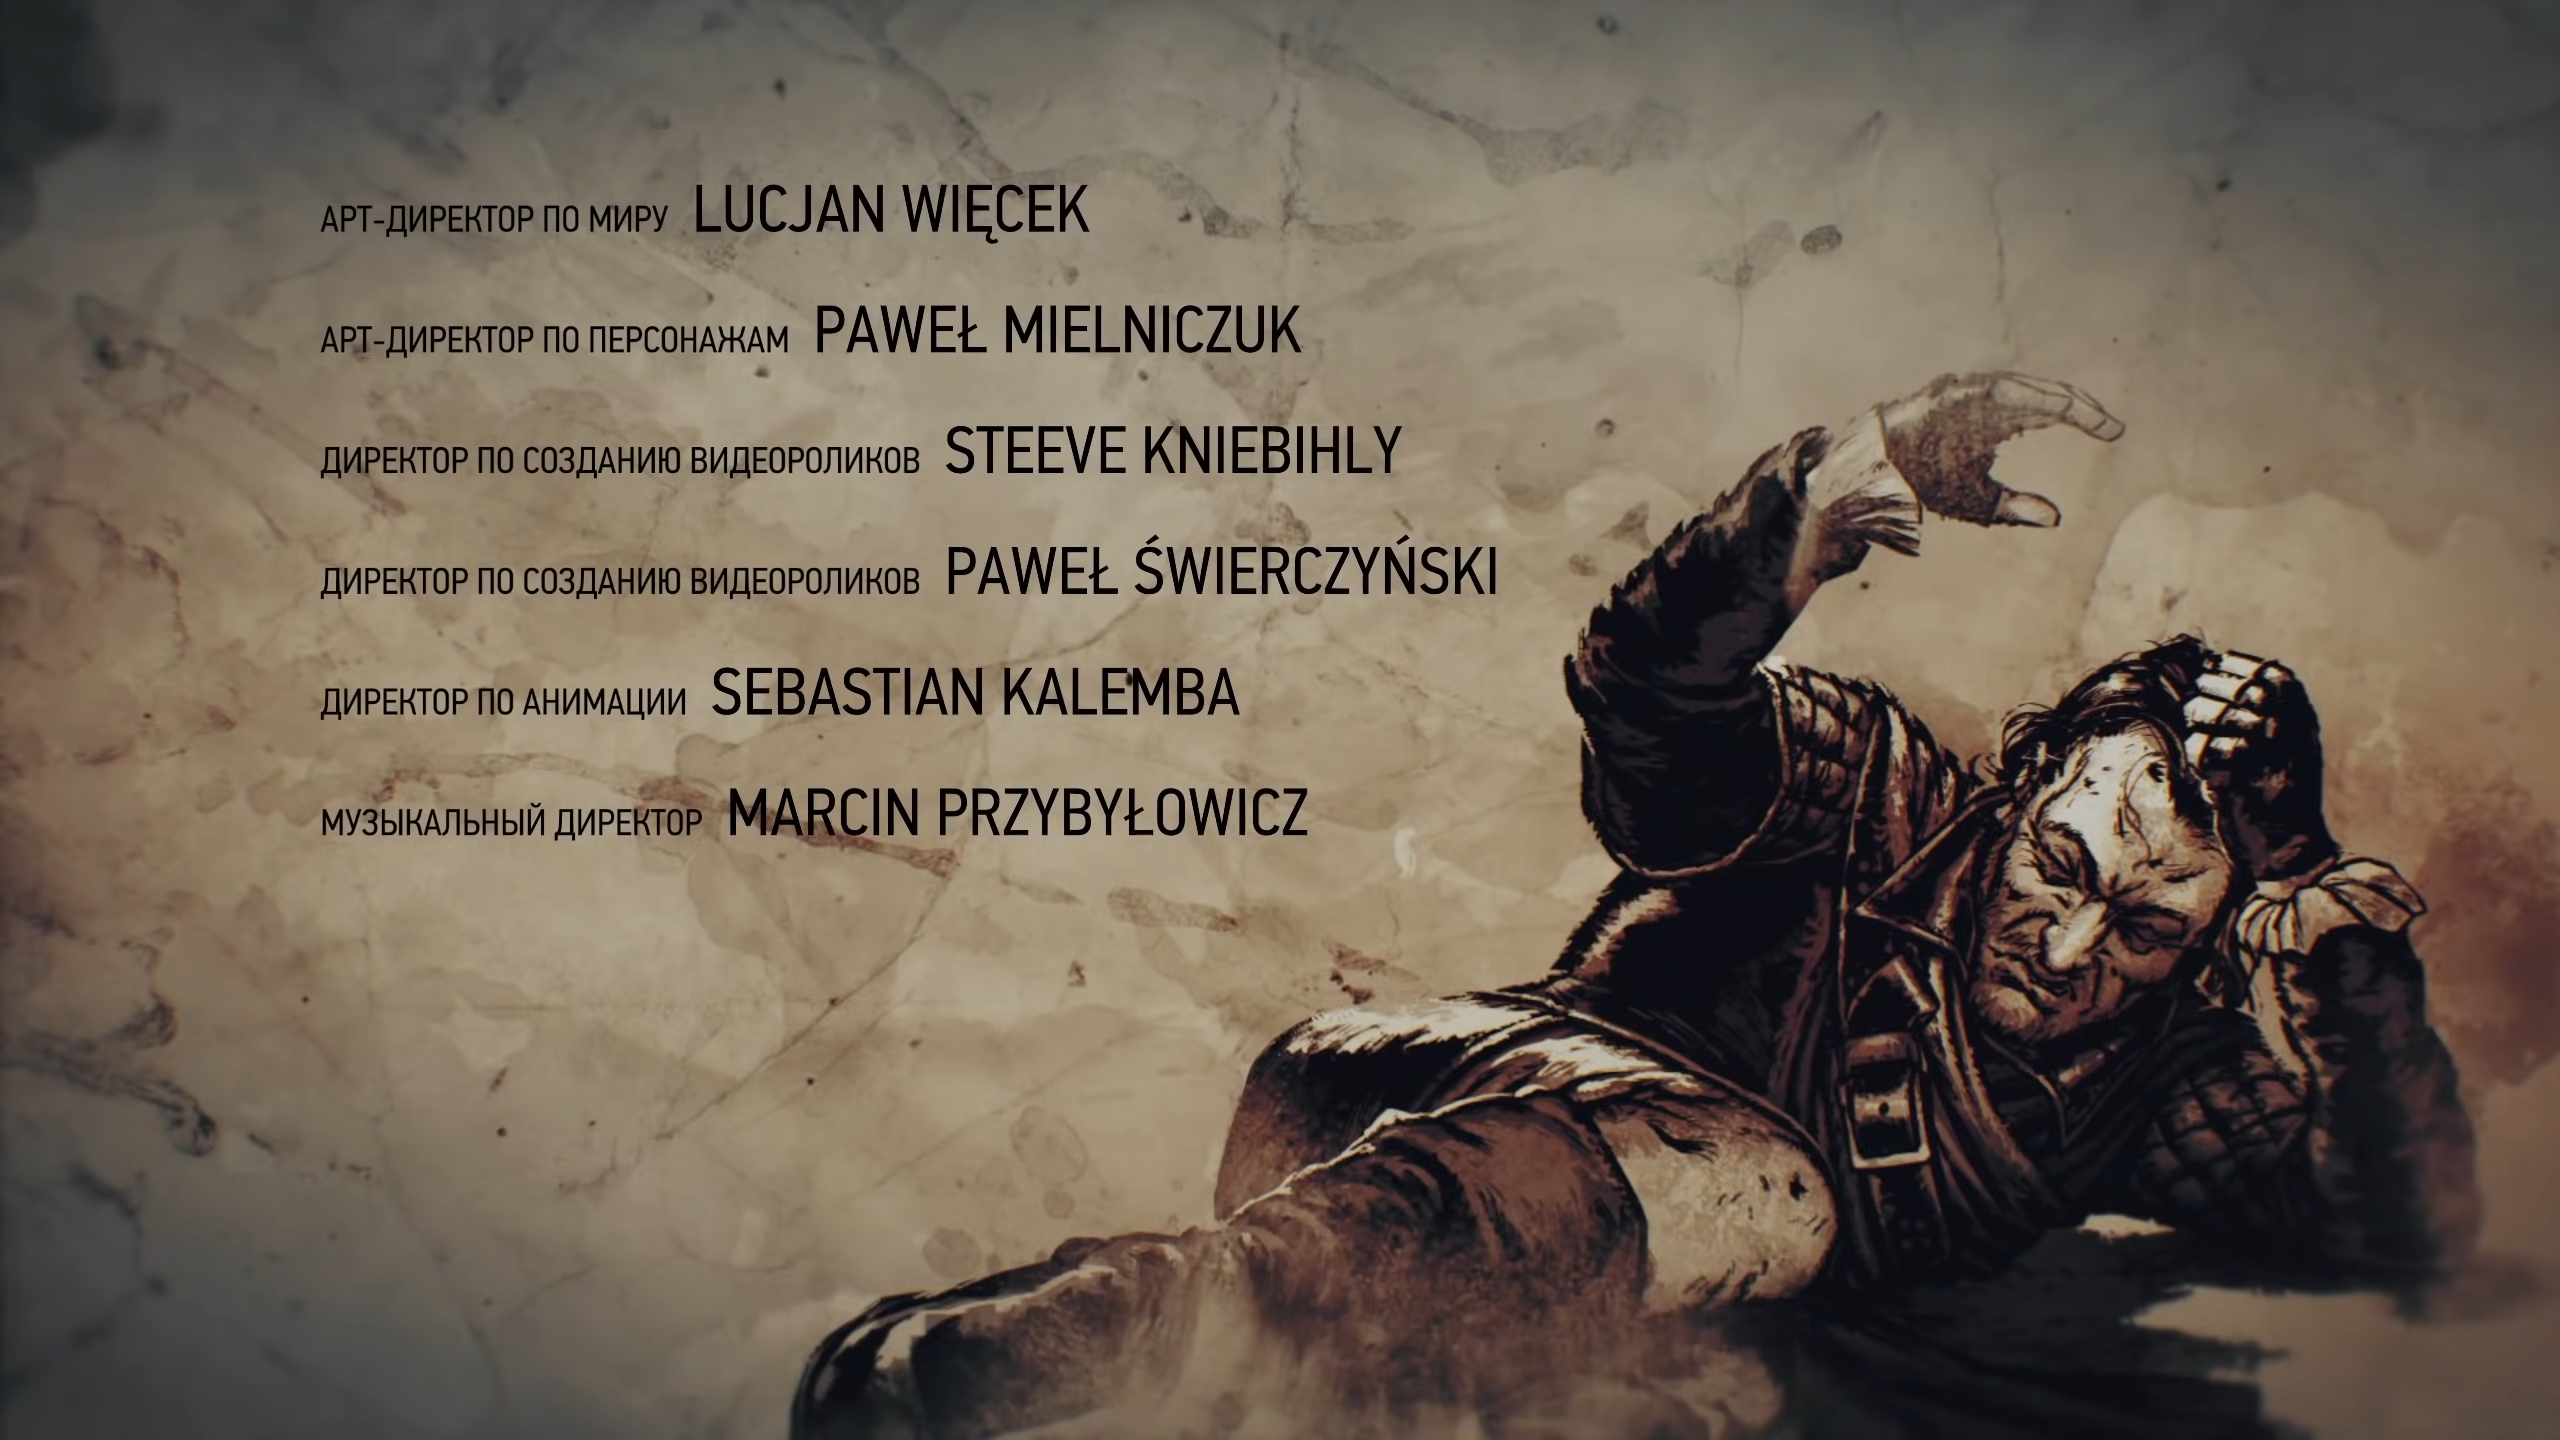 АРТ-ДИРЕКТОР ПО МИРУ LUCJAN WIĘCEK
АРТ-ДИРЕКТОР ПО ПЕРСОНАЖАМ PAWEŁ MIELNICZUK
ДИРЕКТОР ПО СОЗДАНИЮ ВИДЕОРОЛИКОВ STEEVE KNIEBIHLY
ДИРЕКТОР ПО СОЗДАНИЮ ВИДЕОРОЛИКОВ PAWEŁ ŚWIERCZYŃSKI
ДИРЕКТОР ПО АНИМАЦИИ SEBASTIAN KALEMBA
МУЗЫКАЛЬНЫЙ ДИРЕКТОР MARCIN PRZYBYŁOWICZ